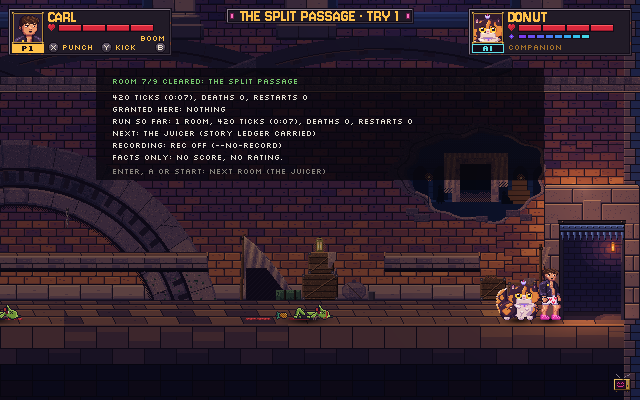 CARL
P1
X PUNCH Y KICK
BOOM
B
THE SPLIT PASSAGE · TRY 1
DONUT
AI
COMPANION
ROOM 7/9 CLEARED: THE SPLIT PASSAGE
420 TICKS (0:07), DEATHS 0, RESTARTS 0
GRANTED HERE: NOTHING
RUN SO FAR: 1 ROOM, 420 TICKS (0:07), DEATHS 0, RESTARTS 0
NEXT: THE JUICER (STORY LEDGER CARRIED)
RECORDING: REC OFF (--NO-RECORD)
FACTS ONLY: NO SCORE, NO RATING.
ENTER, A OR START: NEXT ROOM (THE JUICER)